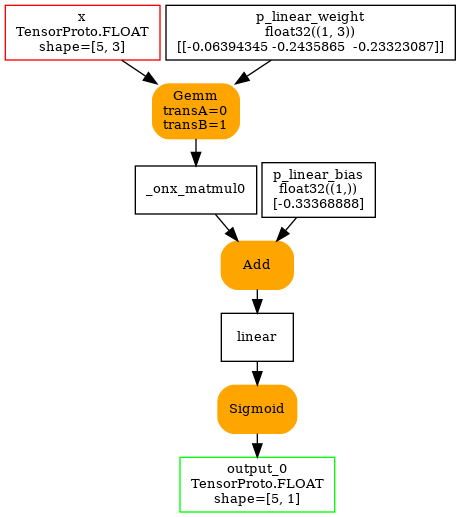 x
TensorProto.FLOAT
shape=[5, 3]
p_linear_weight
float32((1, 3))
[[-0.06394345 -0.2435865  -0.23323087]]
Gemm
transA=0
transB=1
_onx_matmul0
p_linear_bias
float32((1,))
[-0.33368888]
Add
linear
Sigmoid
output_0
TensorProto.FLOAT
shape=[5, 1]